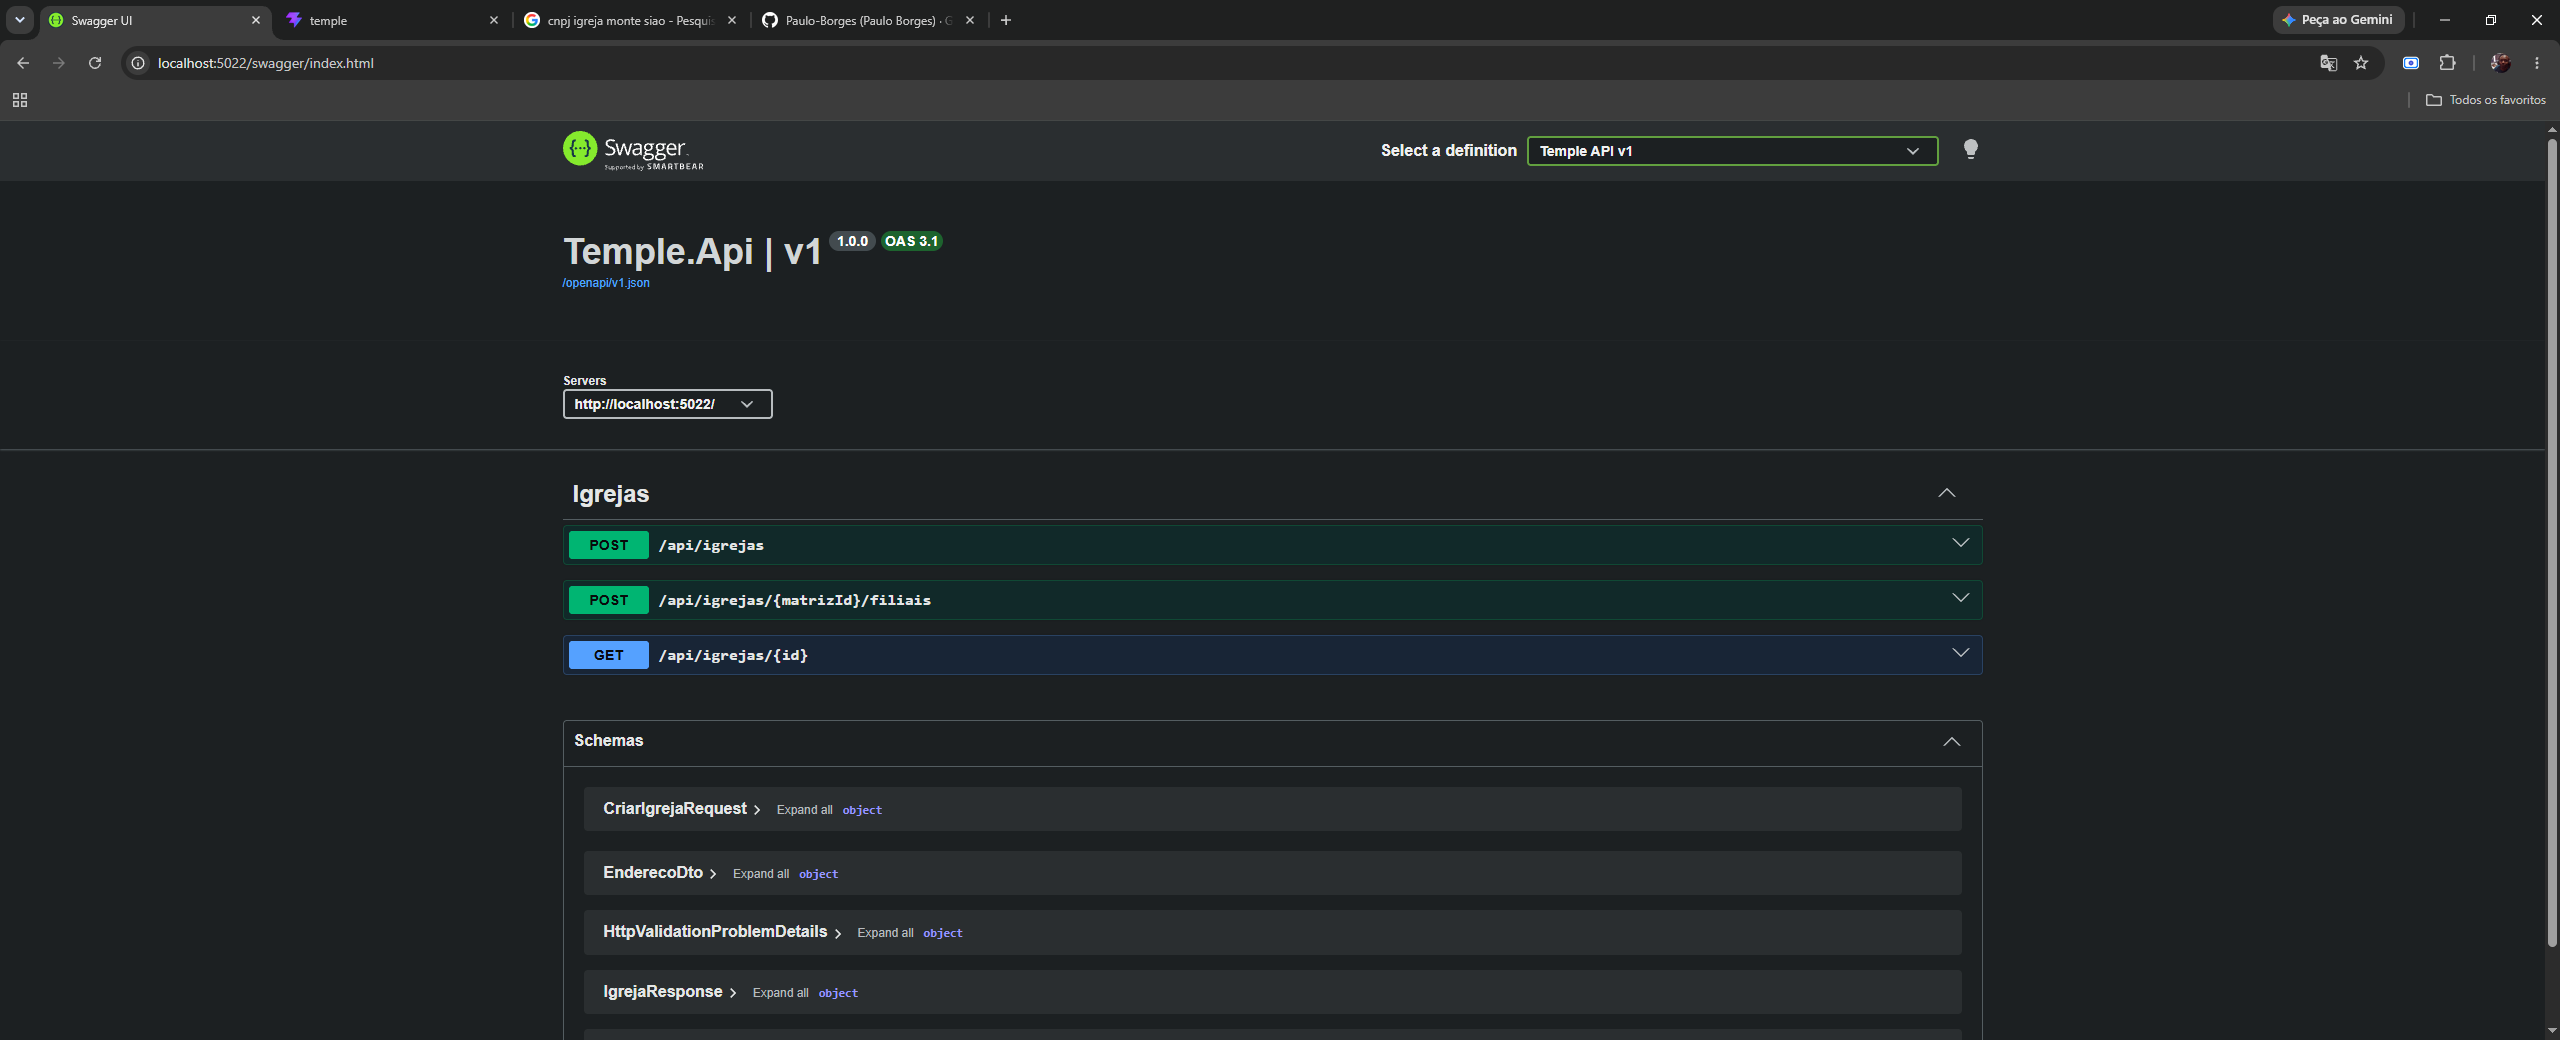 Swagger UI
temple
cnpj igreja monte siao - Pesquis
Paulo-Borges (Paulo Borges) · G
Peça ao Gemini
localhost:5022/swagger/index.html
Todos os favoritos
Swagger
Supported by SMARTBEAR
Select a definition
Temple API v1
Temple.Api | v1 1.0.0 OAS 3.1
/openapi/v1.json
Servers
http://localhost:5022/
Igrejas
POST /api/igrejas
POST /api/igrejas/{matrizId}/filiais
GET /api/igrejas/{id}
Schemas
CriarIgrejaRequest Expand all object
EnderecoDto Expand all object
HttpValidationProblemDetails Expand all object
IgrejaResponse Expand all object